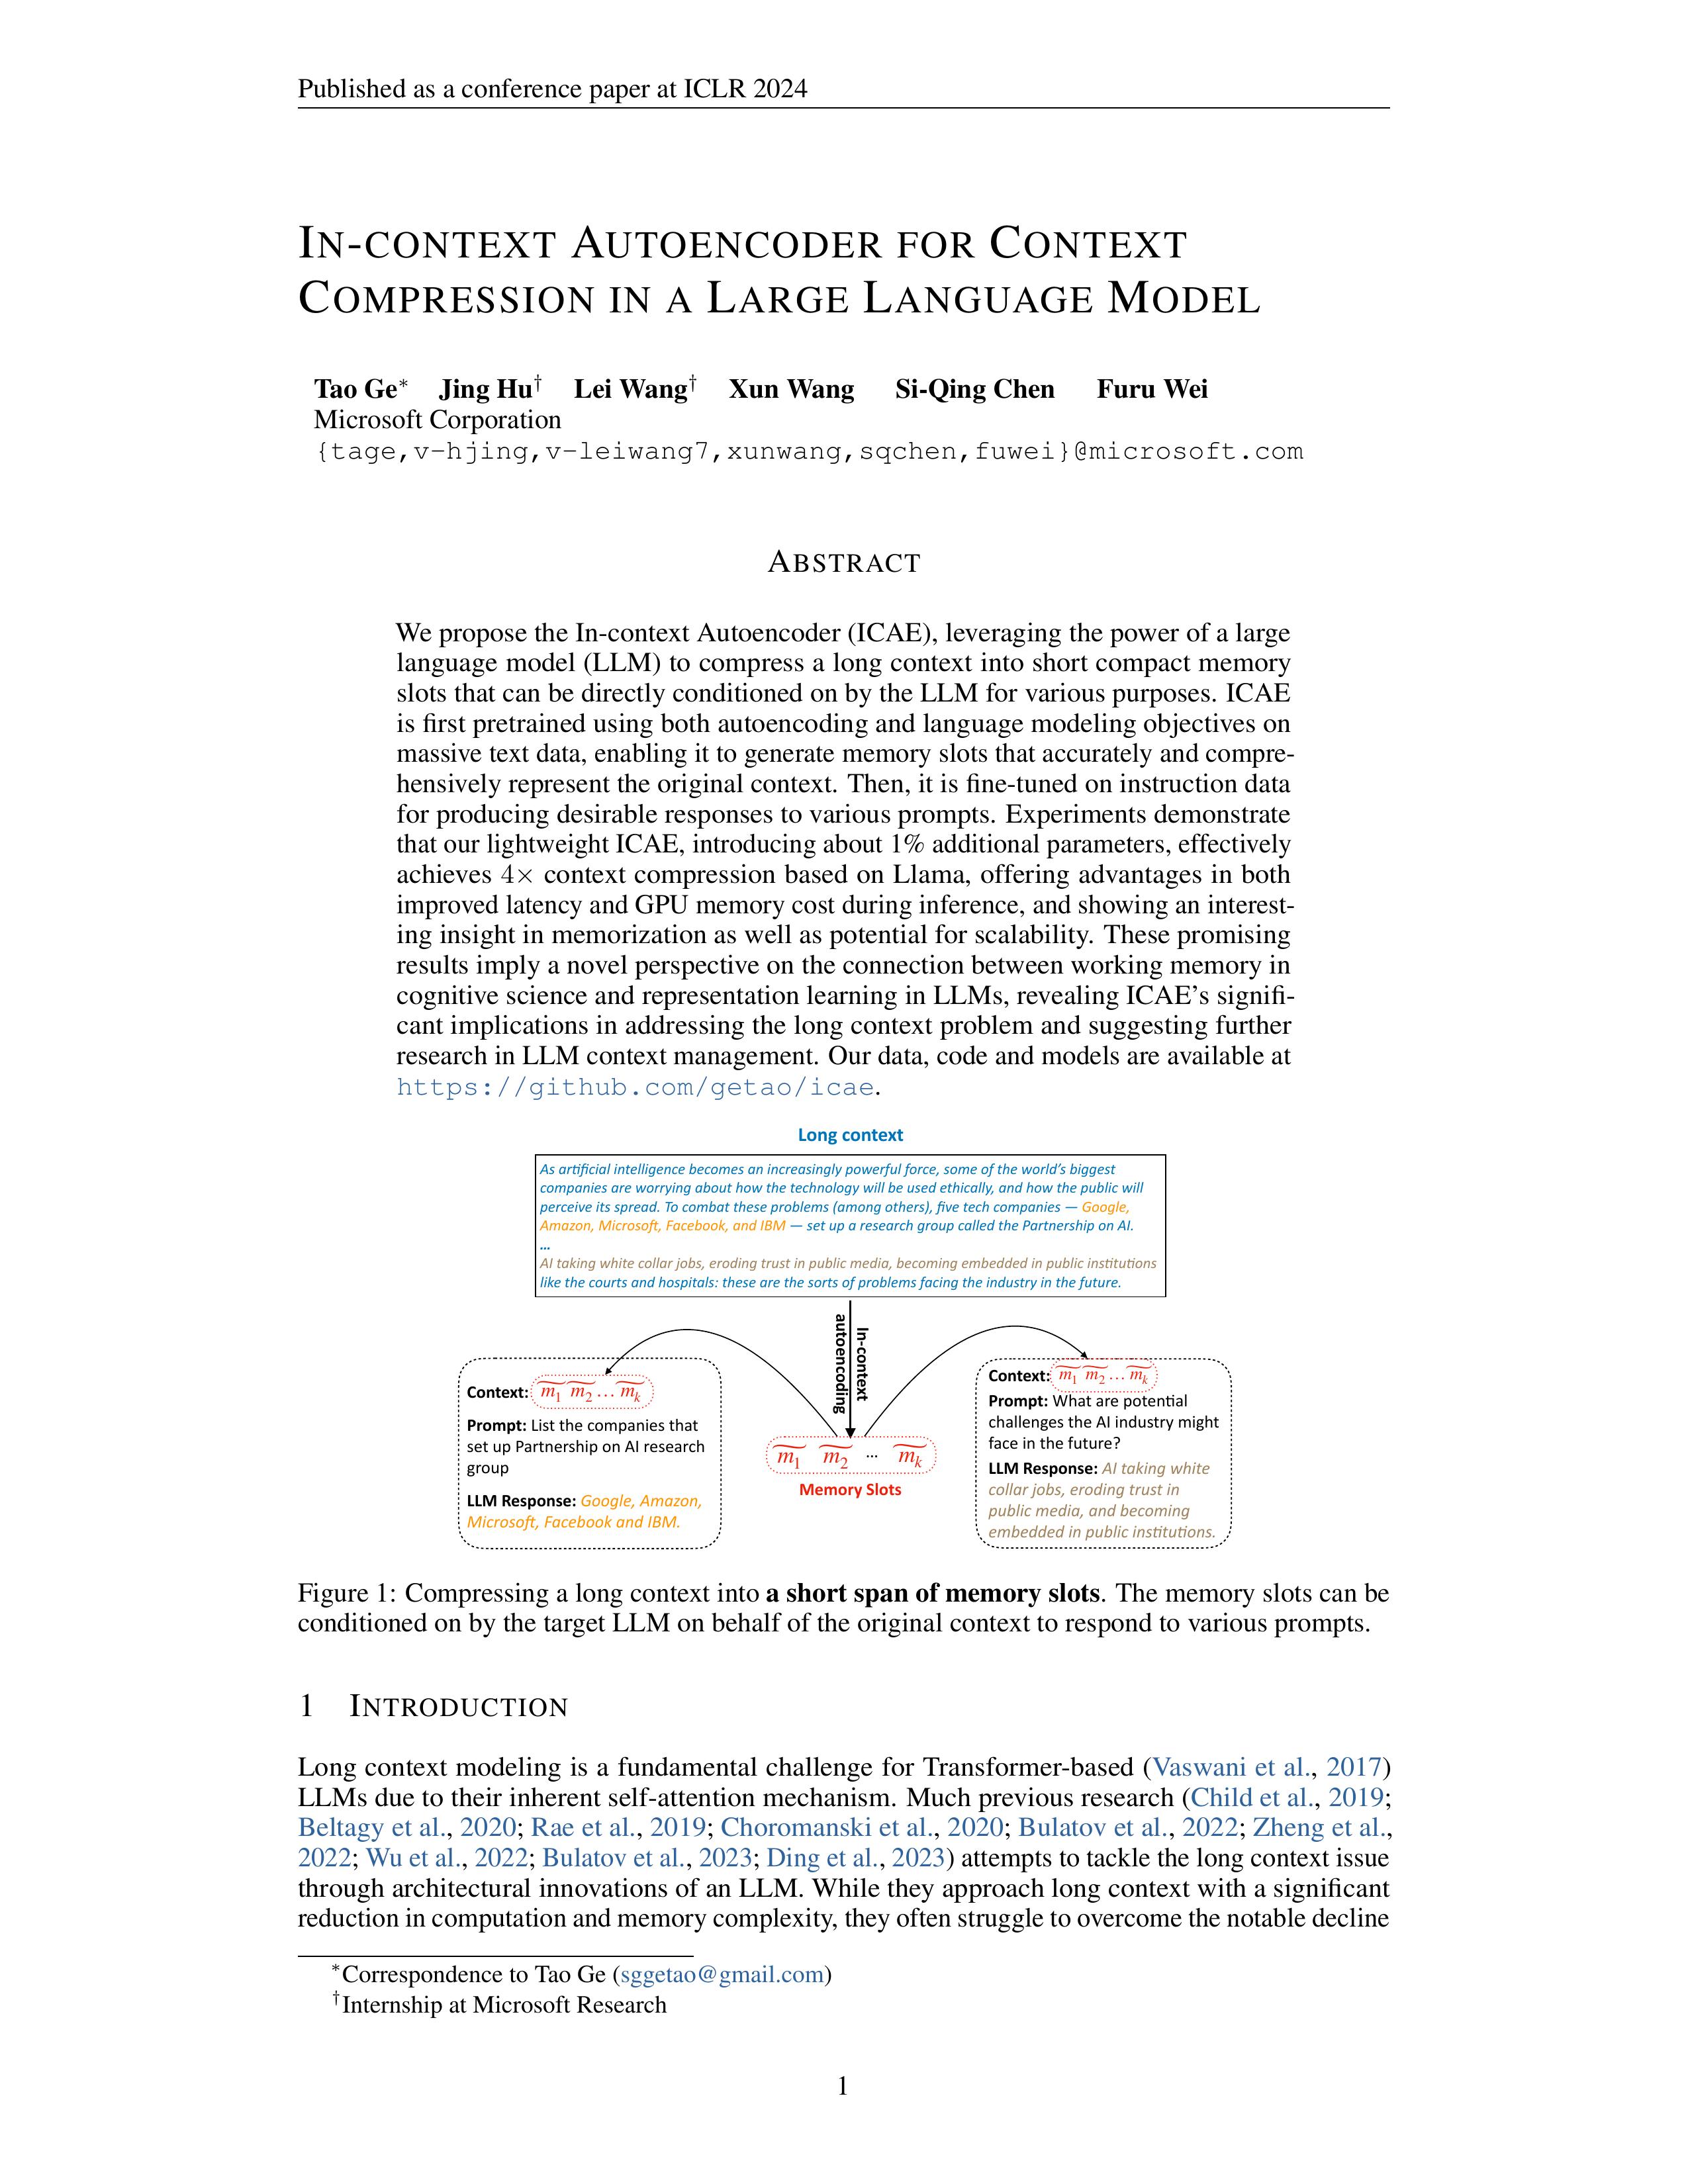 Published as a conference paper at ICLR 2024
IN-CONTEXT AUTOENCODER FOR CONTEXT
COMPRESSION IN A LARGE LANGUAGE MODEL
Tao Ge* Jing Hu† Lei Wang† Xun Wang Si-Qing Chen Furu Wei
Microsoft Corporation
{tage,v-hjing,v-leiwang7,xunwang,sqchen,fuwei}@microsoft.com
ABSTRACT
We propose the In-context Autoencoder (ICAE), leveraging the power of a large
language model (LLM) to compress a long context into short compact memory
slots that can be directly conditioned on by the LLM for various purposes. ICAE
is first pretrained using both autoencoding and language modeling objectives on
massive text data, enabling it to generate memory slots that accurately and compre-
hensively represent the original context. Then, it is fine-tuned on instruction data
for producing desirable responses to various prompts. Experiments demonstrate
that our lightweight ICAE, introducing about 1% additional parameters, effectively
achieves 4× context compression based on Llama, offering advantages in both
improved latency and GPU memory cost during inference, and showing an interest-
ing insight in memorization as well as potential for scalability. These promising
results imply a novel perspective on the connection between working memory in
cognitive science and representation learning in LLMs, revealing ICAE's signifi-
cant implications in addressing the long context problem and suggesting further
research in LLM context management. Our data, code and models are available at
https://github.com/getao/icae.
Long context
As artificial intelligence becomes an increasingly powerful force, some of the world's biggest
companies are worrying about how the technology will be used ethically, and how the public will
perceive its spread. To combat these problems (among others), five tech companies — Google,
Amazon, Microsoft, Facebook, and IBM — set up a research group called the Partnership on AI.
...
AI taking white collar jobs, eroding trust in public media, becoming embedded in public institutions
like the courts and hospitals: these are the sorts of problems facing the industry in the future.
In-context
autoencoding
Context: m̃1 m̃2 … m̃k
Prompt: List the companies that
set up Partnership on AI research
group
LLM Response: Google, Amazon,
Microsoft, Facebook and IBM.
m̃1 m̃2 … m̃k
Memory Slots
Context: m̃1 m̃2 … m̃k
Prompt: What are potential
challenges the AI industry might
face in the future?
LLM Response: AI taking white
collar jobs, eroding trust in
public media, and becoming
embedded in public institutions.
Figure 1: Compressing a long context into a short span of memory slots. The memory slots can be
conditioned on by the target LLM on behalf of the original context to respond to various prompts.
1 INTRODUCTION
Long context modeling is a fundamental challenge for Transformer-based (Vaswani et al., 2017)
LLMs due to their inherent self-attention mechanism. Much previous research (Child et al., 2019;
Beltagy et al., 2020; Rae et al., 2019; Choromanski et al., 2020; Bulatov et al., 2022; Zheng et al.,
2022; Wu et al., 2022; Bulatov et al., 2023; Ding et al., 2023) attempts to tackle the long context issue
through architectural innovations of an LLM. While they approach long context with a significant
reduction in computation and memory complexity, they often struggle to overcome the notable decline
*Correspondence to Tao Ge (sggetao@gmail.com)
†Internship at Microsoft Research
1